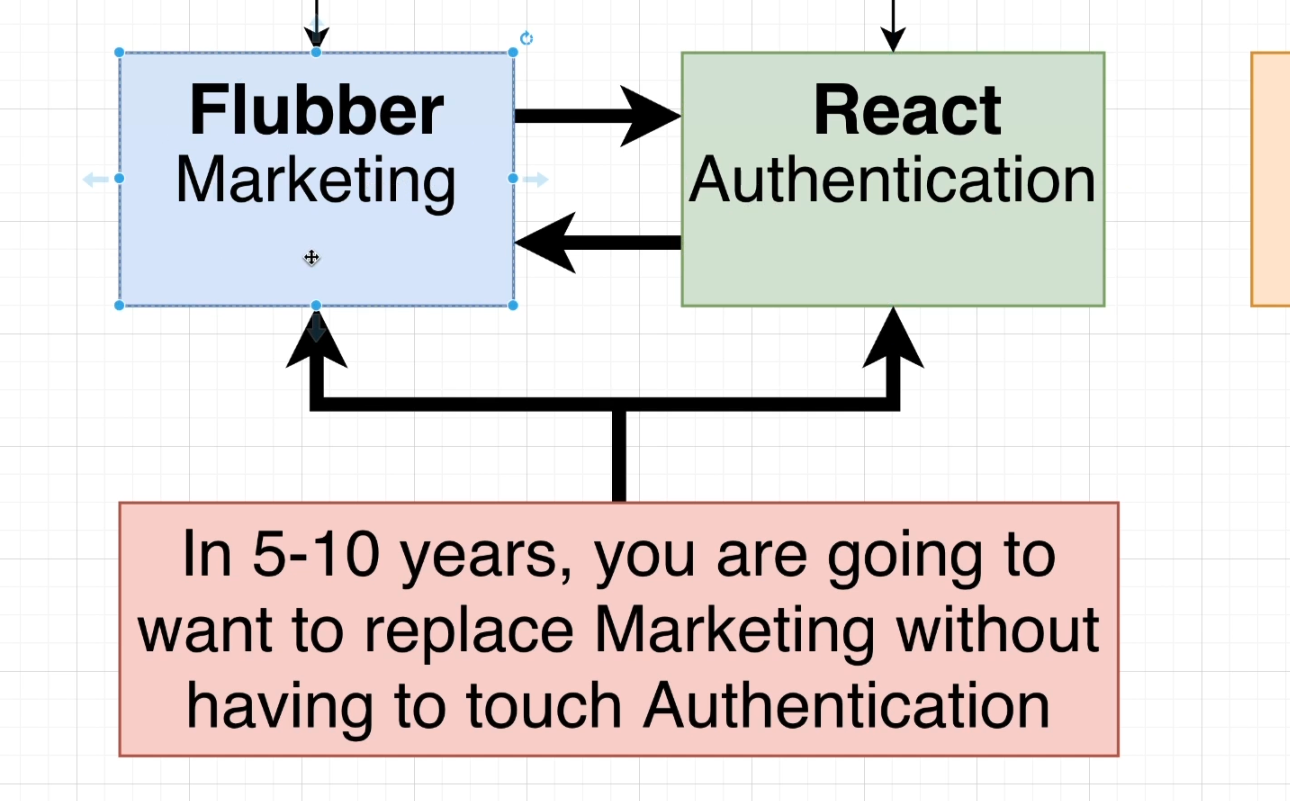 Flubber
Marketing
React
Authentication
In 5-10 years, you are going to
want to replace Marketing without
having to touch Authentication